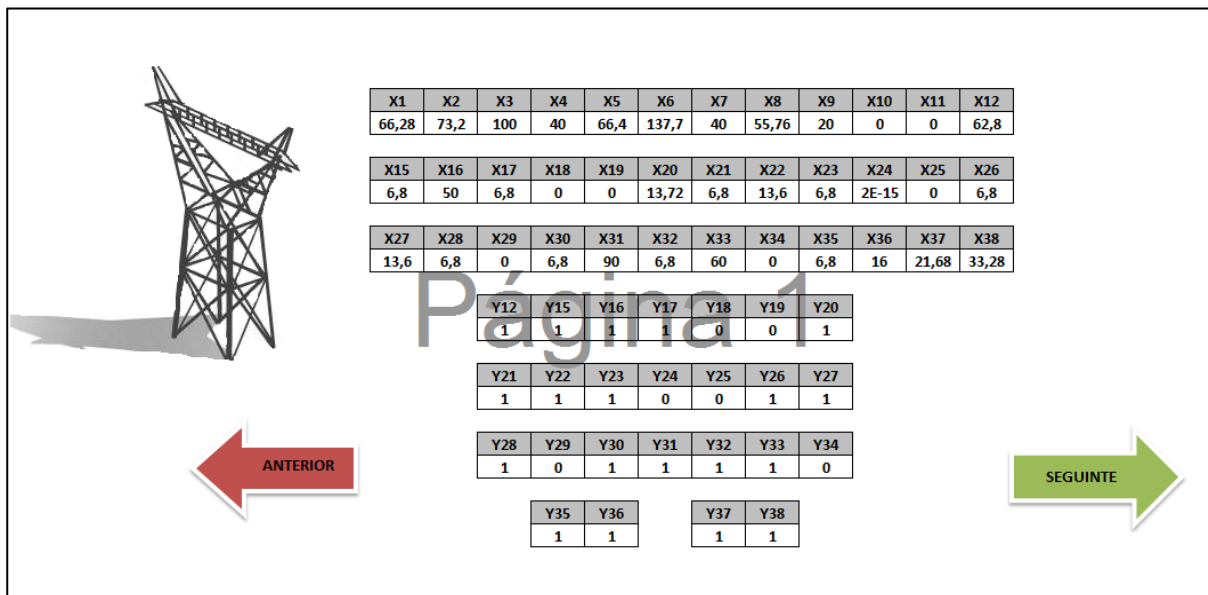 X1 X2 X3 X4 X5 X6 X7 X8 X9 X10 X11 X12
66,28 73,2 100 40 66,4 137,7 40 55,76 20 0 0 62,8
X15 X16 X17 X18 X19 X20 X21 X22 X23 X24 X25 X26
6,8 50 6,8 0 0 13,72 6,8 13,6 6,8 2E-15 0 6,8
X27 X28 X29 X30 X31 X32 X33 X34 X35 X36 X37 X38
13,6 6,8 0 6,8 90 6,8 60 0 6,8 16 21,68 33,28
Página 1
Y12 Y15 Y16 Y17 Y18 Y19 Y20
1 1 1 1 0 0 1
Y21 Y22 Y23 Y24 Y25 Y26 Y27
1 1 1 0 0 1 1
Y28 Y29 Y30 Y31 Y32 Y33 Y34
1 0 1 1 1 1 0
ANTERIOR
SEGUINTE
Y35 Y36 Y37 Y38
1 1 1 1